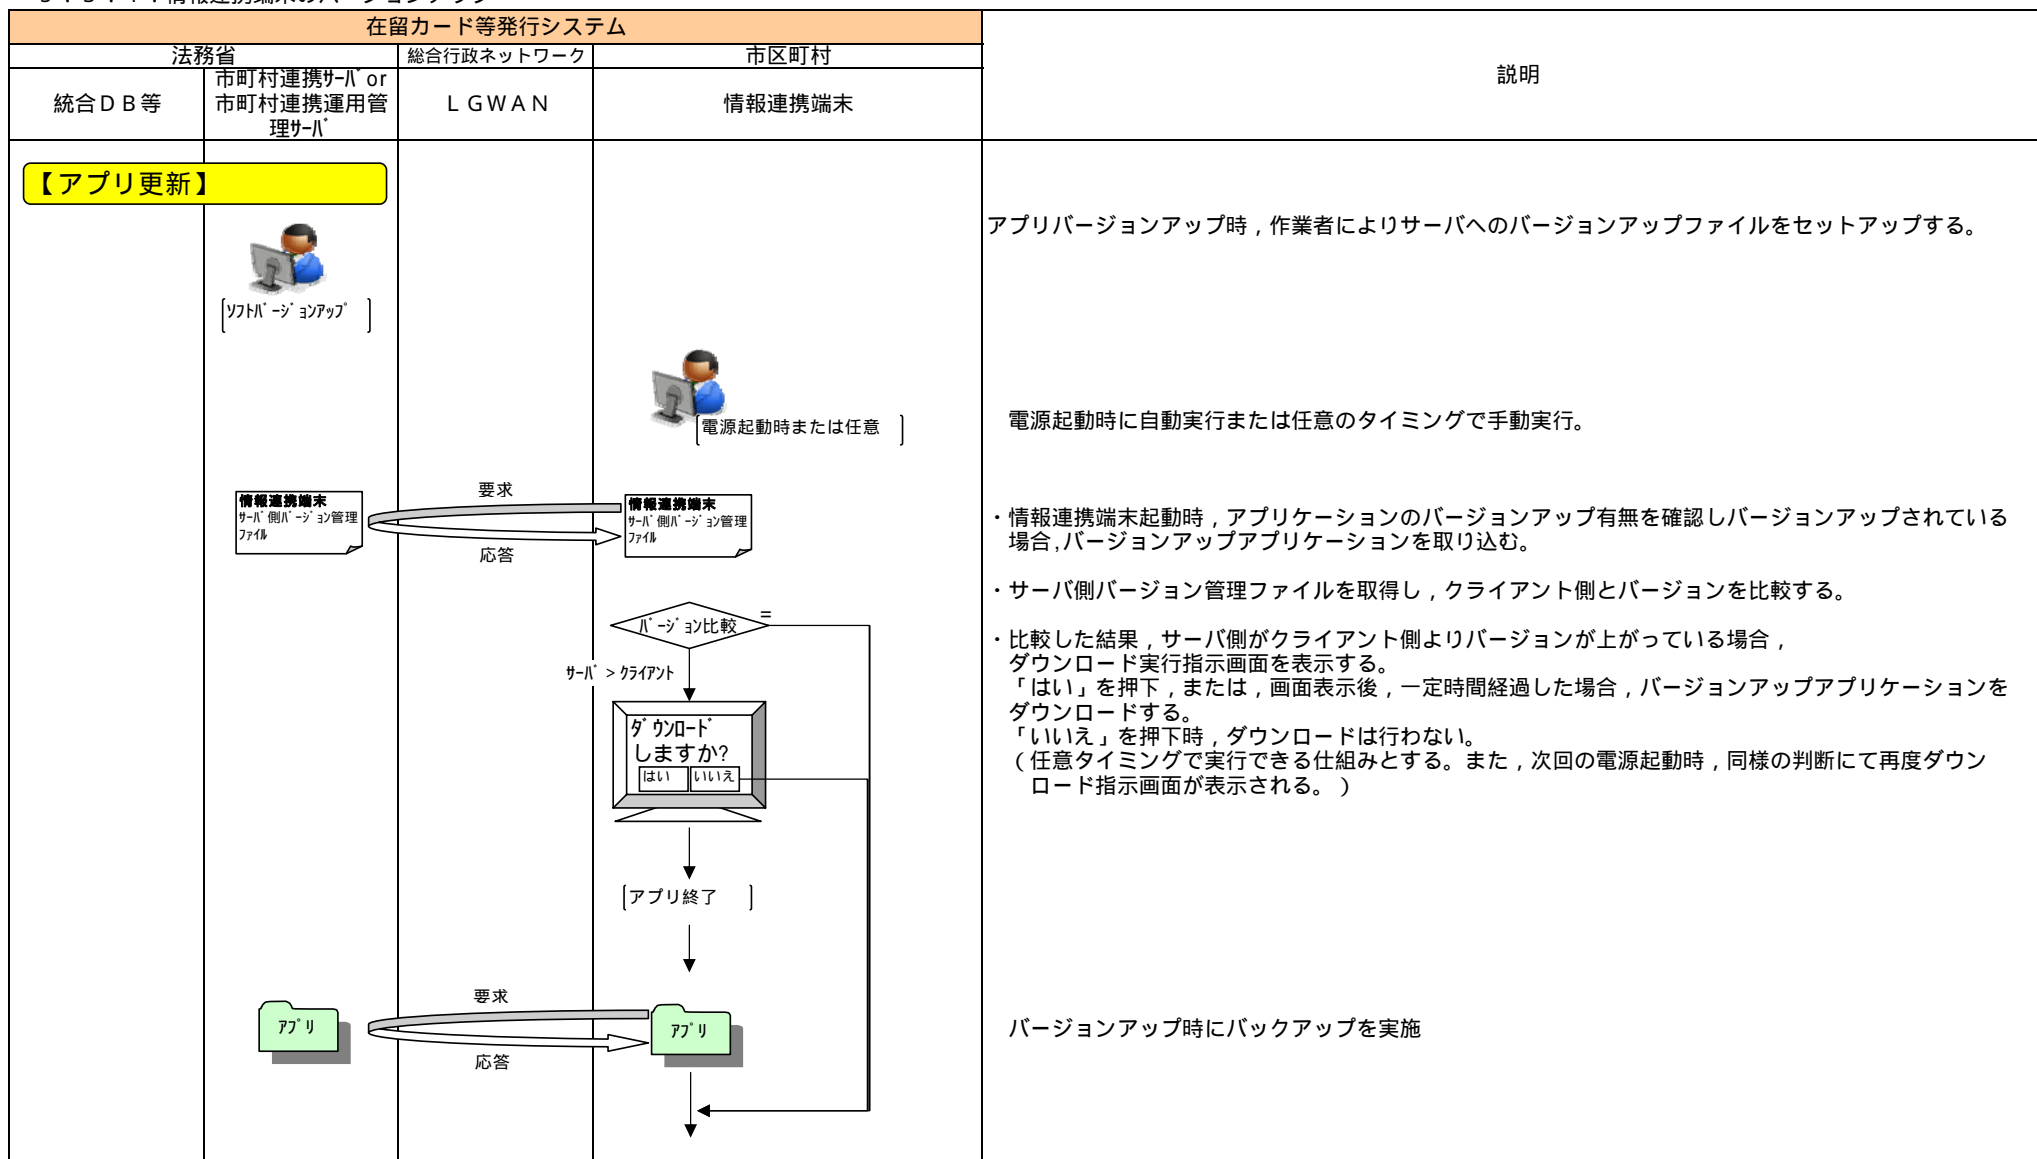 情報連携端末のバージョンアップ
在留カード等発行システム
法務省
総合行政ネットワーク
市区町村
説明
統合ＤＢ等
市町村連携ｻｰﾊﾞor
市町村連携運用管
理ｻｰﾊﾞ
ＬＧＷＡＮ
情報連携端末
【アプリ更新】
アプリバージョンアップ時，作業者によりサーバへのバージョンアップファイルをセットアップする。
ｿﾌﾄﾊﾞｰｼﾞｮﾝｱｯﾌﾟ
電源起動時または任意
電源起動時に自動実行または任意のタイミングで手動実行。
情報連携端末
ｻｰﾊﾞ側ﾊﾞｰｼﾞｮﾝ管理
ﾌｧｲﾙ
要求
応答
情報連携端末
ｻｰﾊﾞ側ﾊﾞｰｼﾞｮﾝ管理
ﾌｧｲﾙ
・情報連携端末起動時，アプリケーションのバージョンアップ有無を確認しバージョンアップされている
場合,バージョンアップアプリケーションを取り込む。
・サーバ側バージョン管理ファイルを取得し，クライアント側とバージョンを比較する。
ﾊﾞｰｼﾞｮﾝ比較
=
ｻｰﾊﾞ > ｸﾗｲｱﾝﾄ
・比較した結果，サーバ側がクライアント側よりバージョンが上がっている場合，
ダウンロード実行指示画面を表示する。
「はい」を押下，または，画面表示後，一定時間経過した場合，バージョンアップアプリケーションを
ダウンロードする。
「いいえ」を押下時，ダウンロードは行わない。
（任意タイミングで実行できる仕組みとする。また，次回の電源起動時，同様の判断にて再度ダウン
ロード指示画面が表示される。）
ﾀﾞｳﾝﾛｰﾄﾞ
しますか?
はい
いいえ
アプリ終了
ｱﾌﾟﾘ
要求
応答
ｱﾌﾟﾘ
バージョンアップ時にバックアップを実施